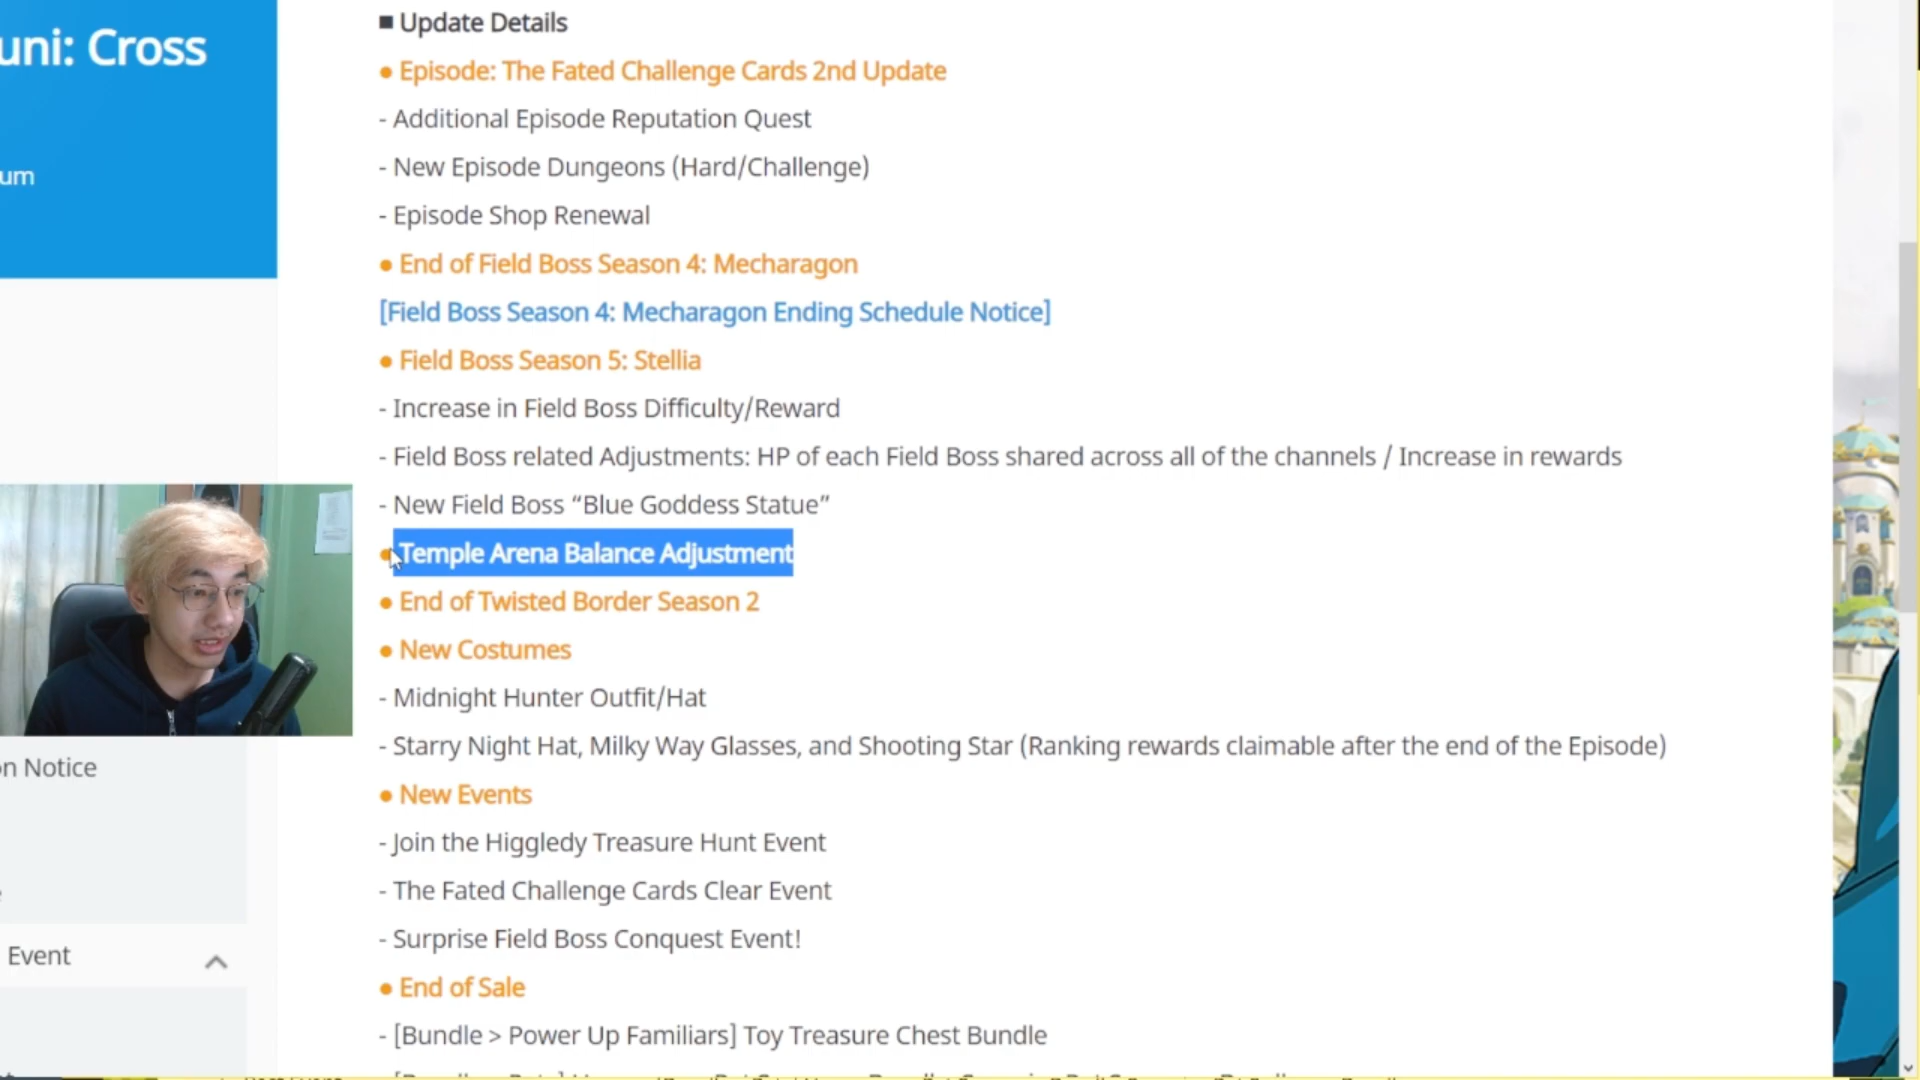 uni: Cross
um
■ Update Details
● Episode: The Fated Challenge Cards 2nd Update
- Additional Episode Reputation Quest
- New Episode Dungeons (Hard/Challenge)
- Episode Shop Renewal
● End of Field Boss Season 4: Mecharagon
[Field Boss Season 4: Mecharagon Ending Schedule Notice]
● Field Boss Season 5: Stellia
- Increase in Field Boss Difficulty/Reward
- Field Boss related Adjustments: HP of each Field Boss shared across all of the channels / Increase in rewards
- New Field Boss “Blue Goddess Statue”
● Temple Arena Balance Adjustment
● End of Twisted Border Season 2
● New Costumes
- Midnight Hunter Outfit/Hat
- Starry Night Hat, Milky Way Glasses, and Shooting Star (Ranking rewards claimable after the end of the Episode)
on Notice
● New Events
- Join the Higgledy Treasure Hunt Event
- The Fated Challenge Cards Clear Event
- Surprise Field Boss Conquest Event!
Event
● End of Sale
- [Bundle > Power Up Familiars] Toy Treasure Chest Bundle